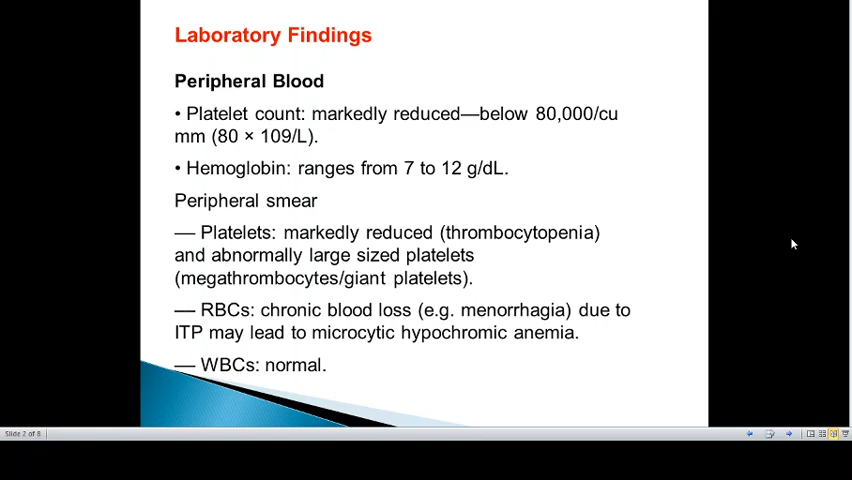 Laboratory Findings
Peripheral Blood
• Platelet count: markedly reduced—below 80,000/cu
mm (80 × 109/L).
• Hemoglobin: ranges from 7 to 12 g/dL.
Peripheral smear
— Platelets: markedly reduced (thrombocytopenia)
and abnormally large sized platelets
(megathrombocytes/giant platelets).
— RBCs: chronic blood loss (e.g. menorrhagia) due to
ITP may lead to microcytic hypochromic anemia.
— WBCs: normal.
Slide 2 of 8